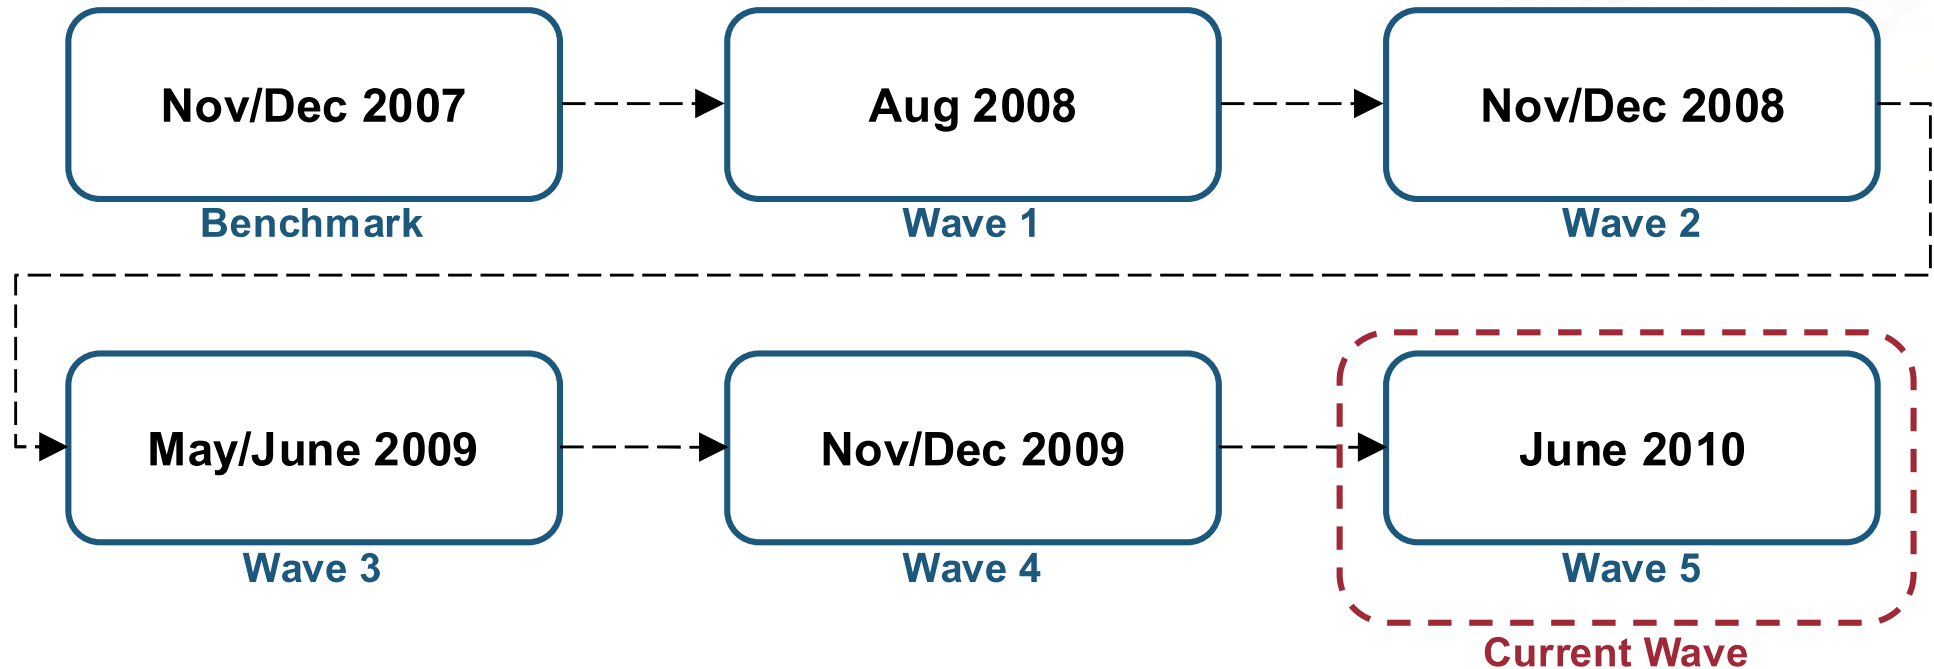 Nov/Dec 2007
Benchmark
Aug 2008
Wave 1
Nov/Dec 2008
Wave 2
May/June 2009
Wave 3
Nov/Dec 2009
Wave 4
June 2010
Wave 5
Current Wave